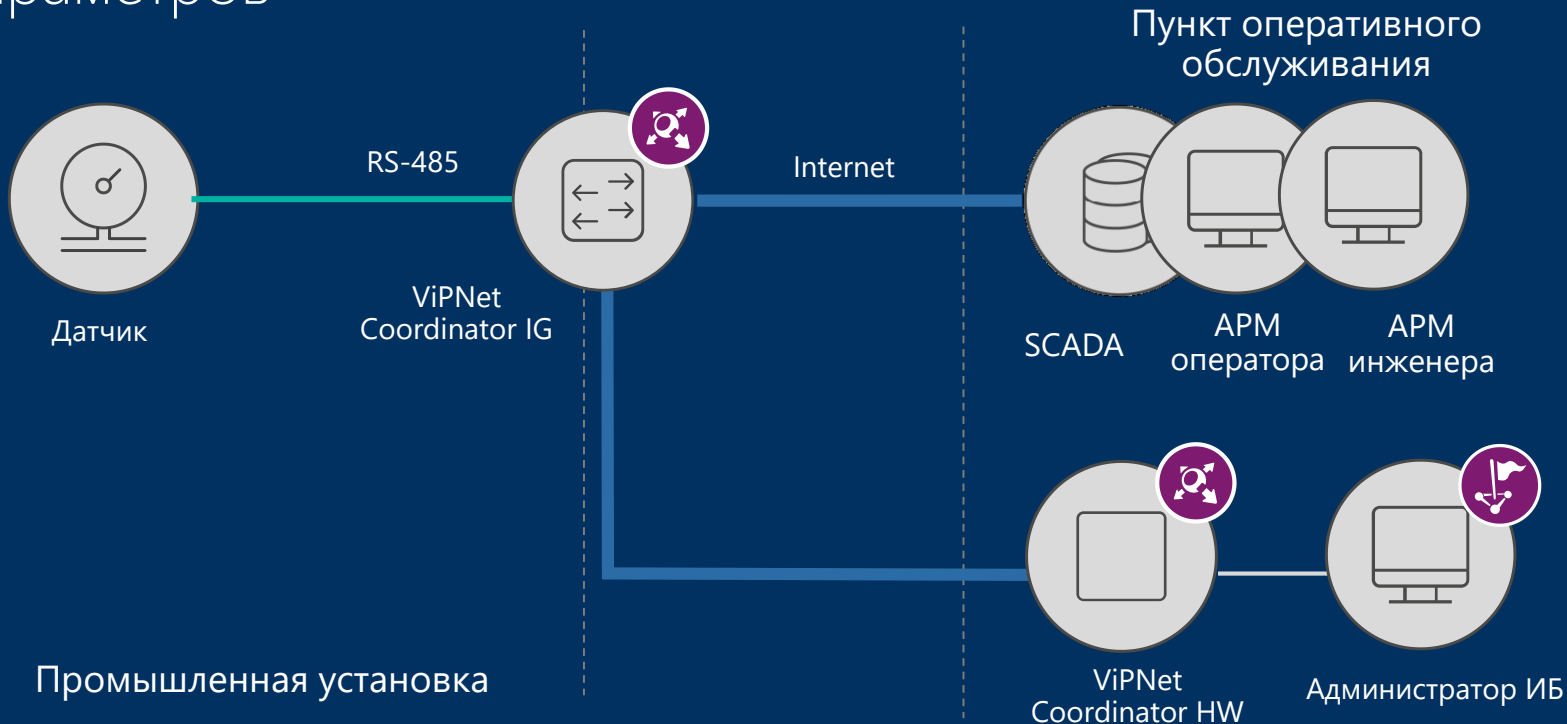 Пункт оперативного
обслуживания
RS-485
Internet
ViPNet
Coordinator IG
Датчик
SCADA
АРМ
оператора
АРМ
инженера
Промышленная установка
ViPNet
Coordinator HW
Администратор ИБ